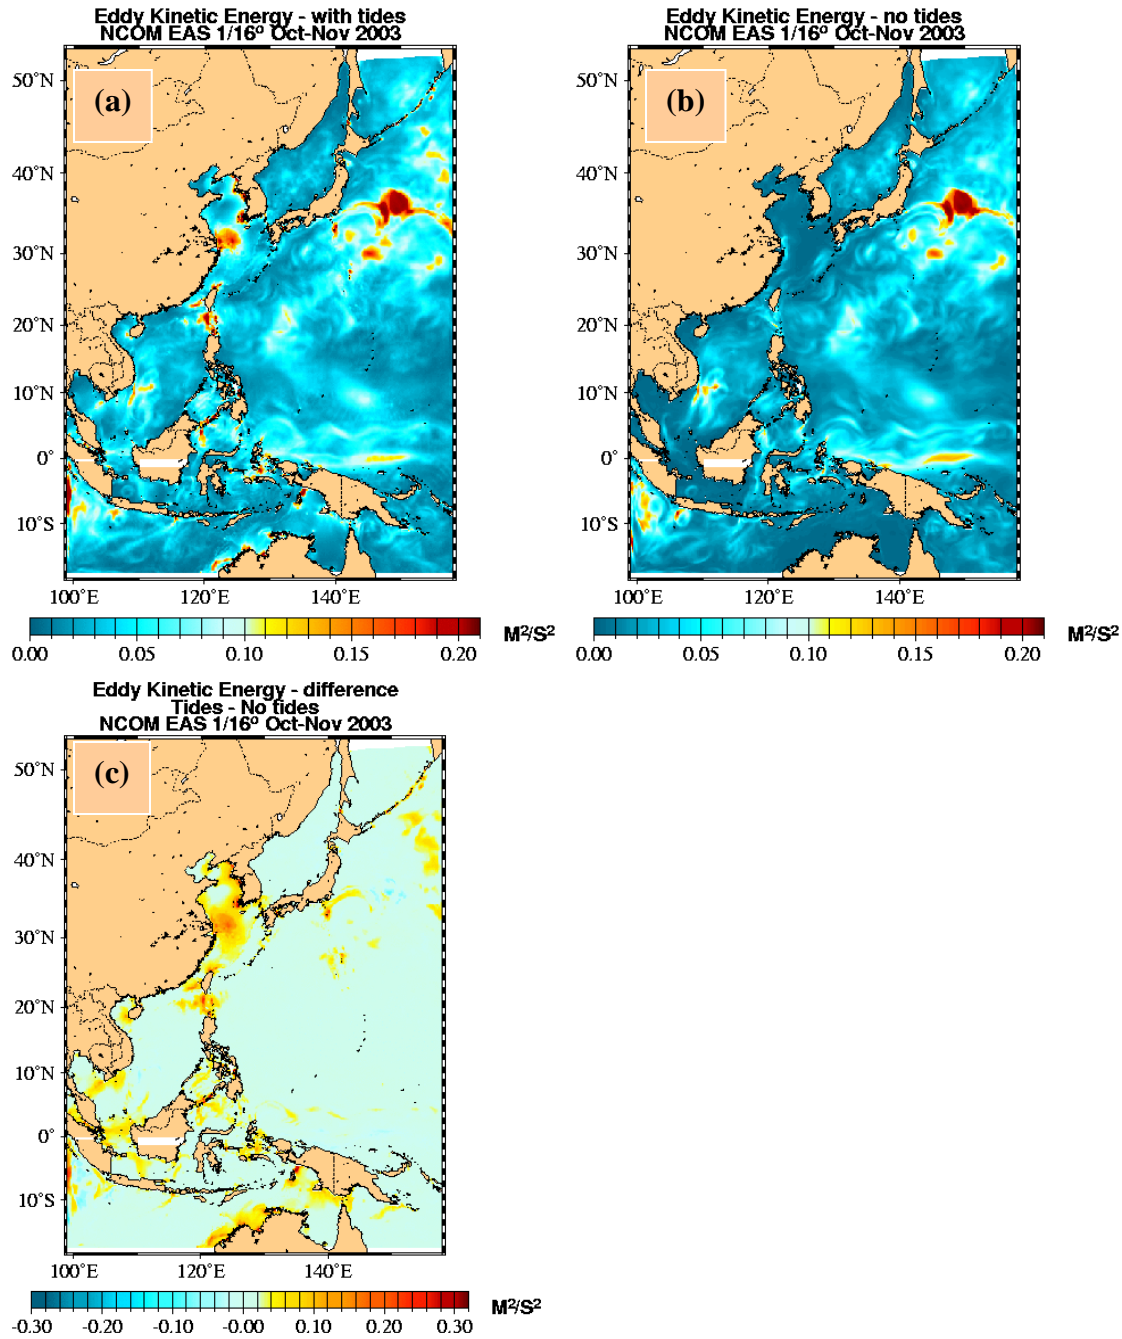 Eddy Kinetic Energy - with tides
NCOM EAS 1/16º Oct-Nov 2003
(a)
50°N
40°N
30°N
20°N
10°N
0°
10°S
100°E 120°E 140°E
0.00 0.05 0.10 0.15 0.20 M²/S²
Eddy Kinetic Energy - no tides
NCOM EAS 1/16º Oct-Nov 2003
(b)
50°N
40°N
30°N
20°N
10°N
0°
10°S
100°E 120°E 140°E
0.00 0.05 0.10 0.15 0.20 M²/S²
Eddy Kinetic Energy - difference
Tides - No tides
NCOM EAS 1/16º Oct-Nov 2003
(c)
50°N
40°N
30°N
20°N
10°N
0°
10°S
100°E 120°E 140°E
-0.30 -0.20 -0.10 -0.00 0.10 0.20 0.30 M²/S²